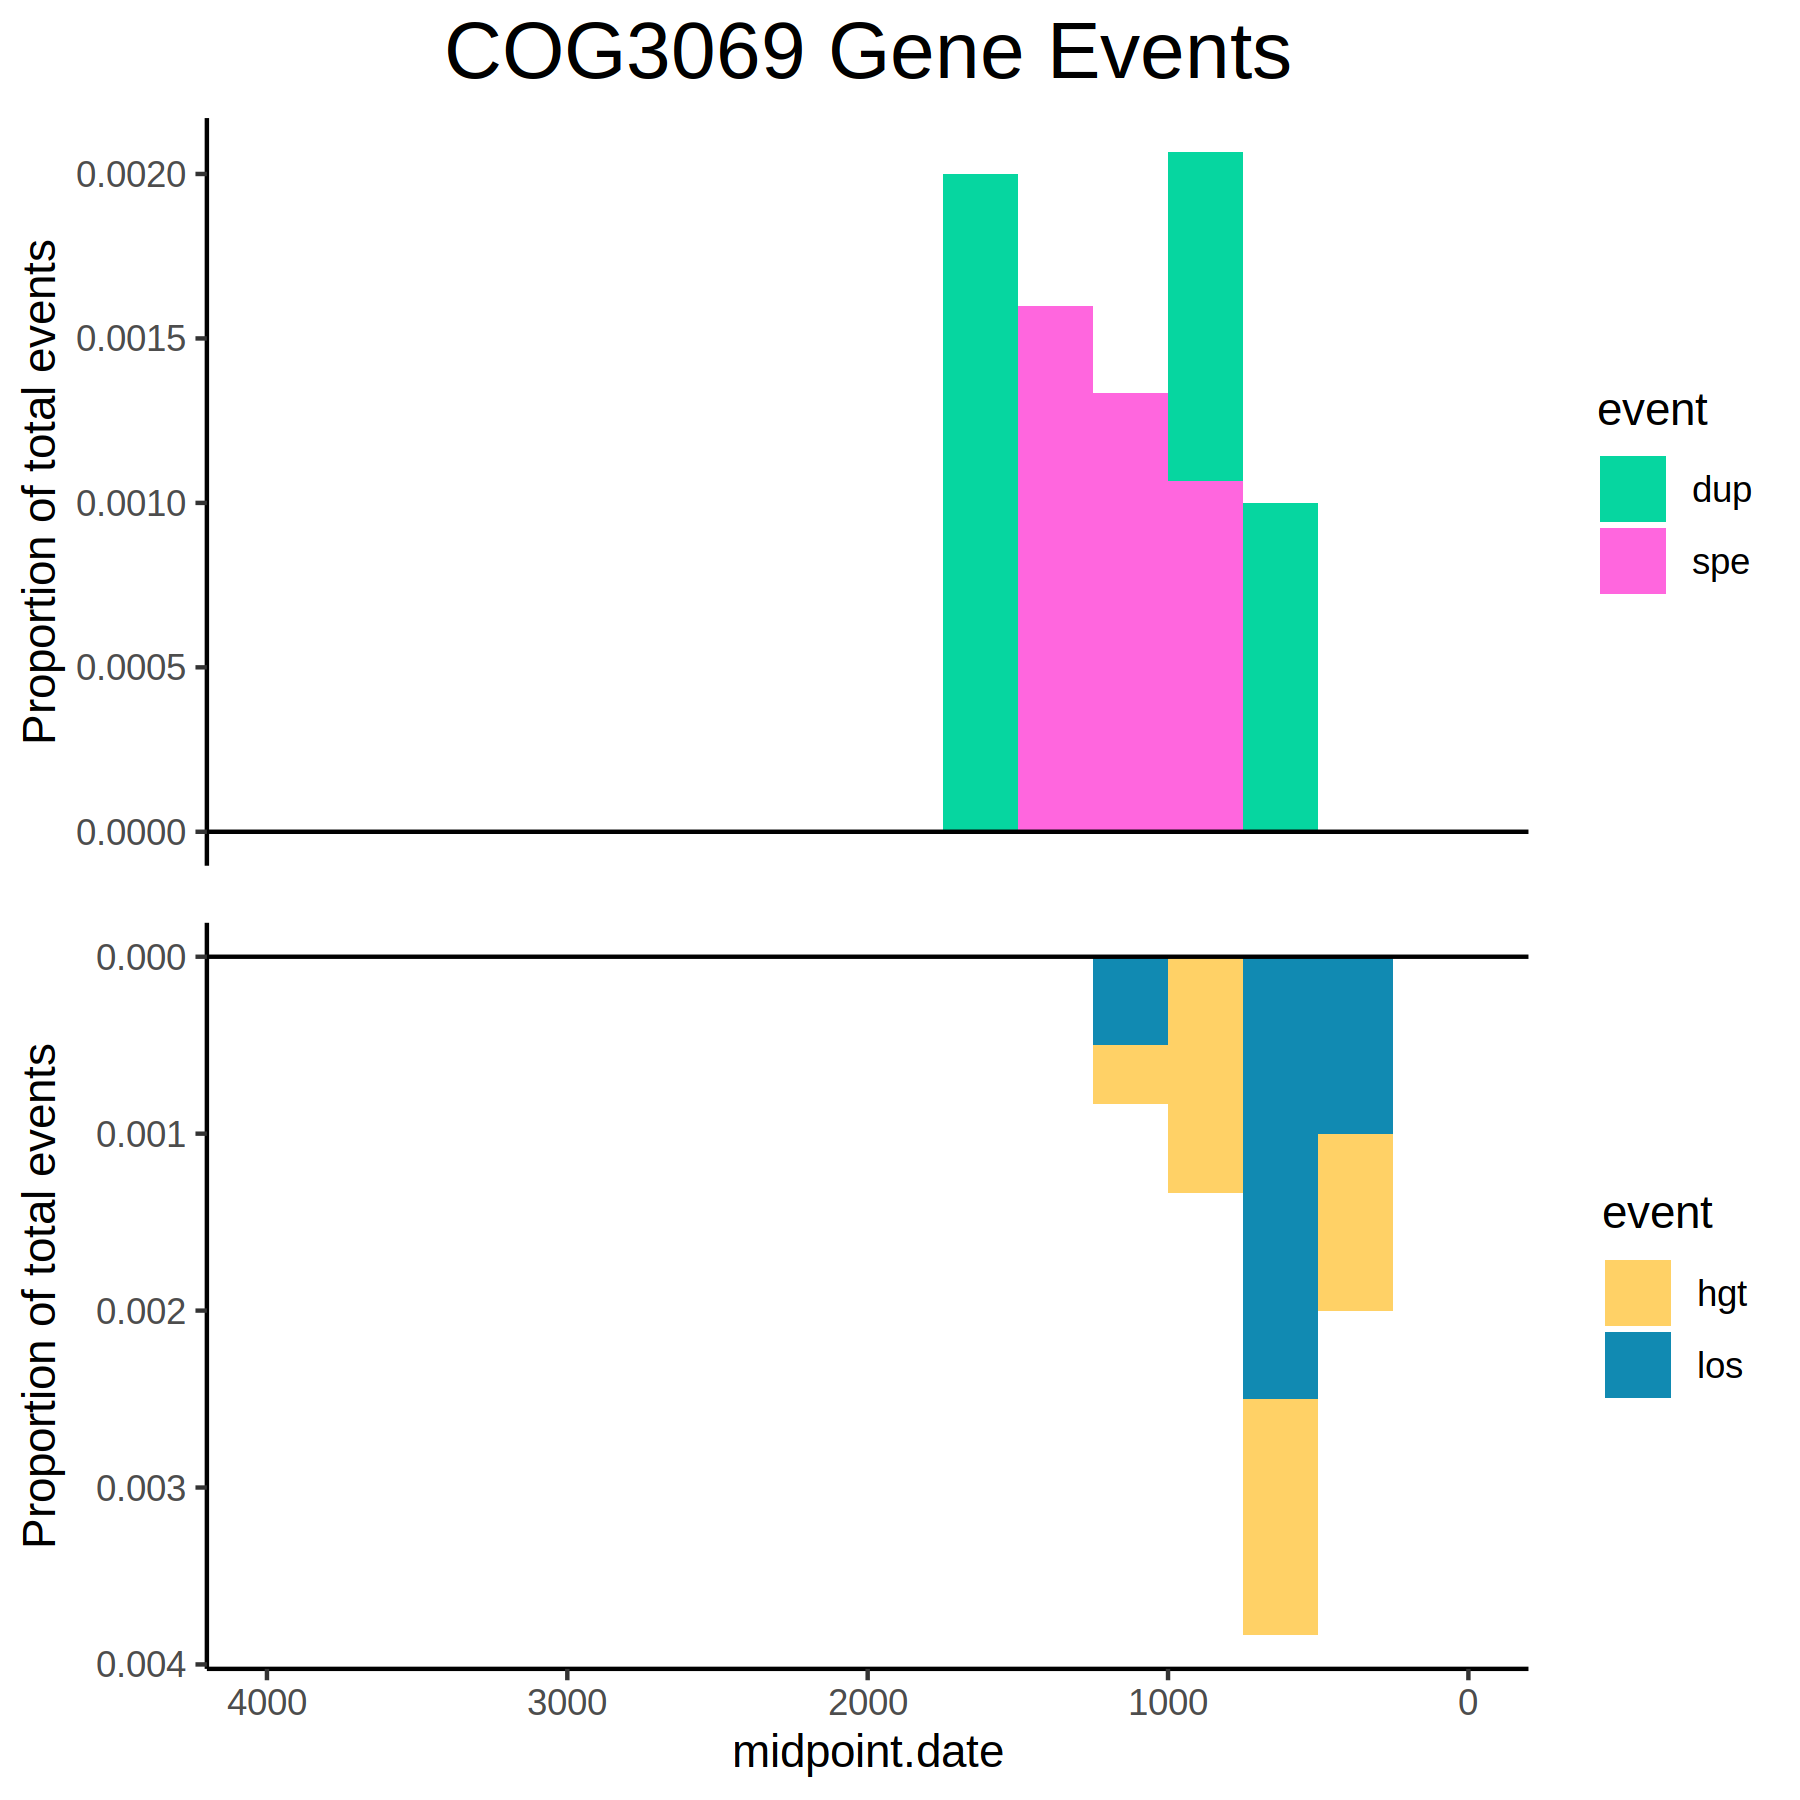 COG3069 Gene Events
Proportion of total events
0.0020
0.0015
0.0010
0.0005
0.0000
event
dup
spe
Proportion of total events
0.000
0.001
0.002
0.003
0.004
event
hgt
los
4000 3000 2000 1000 0
midpoint.date